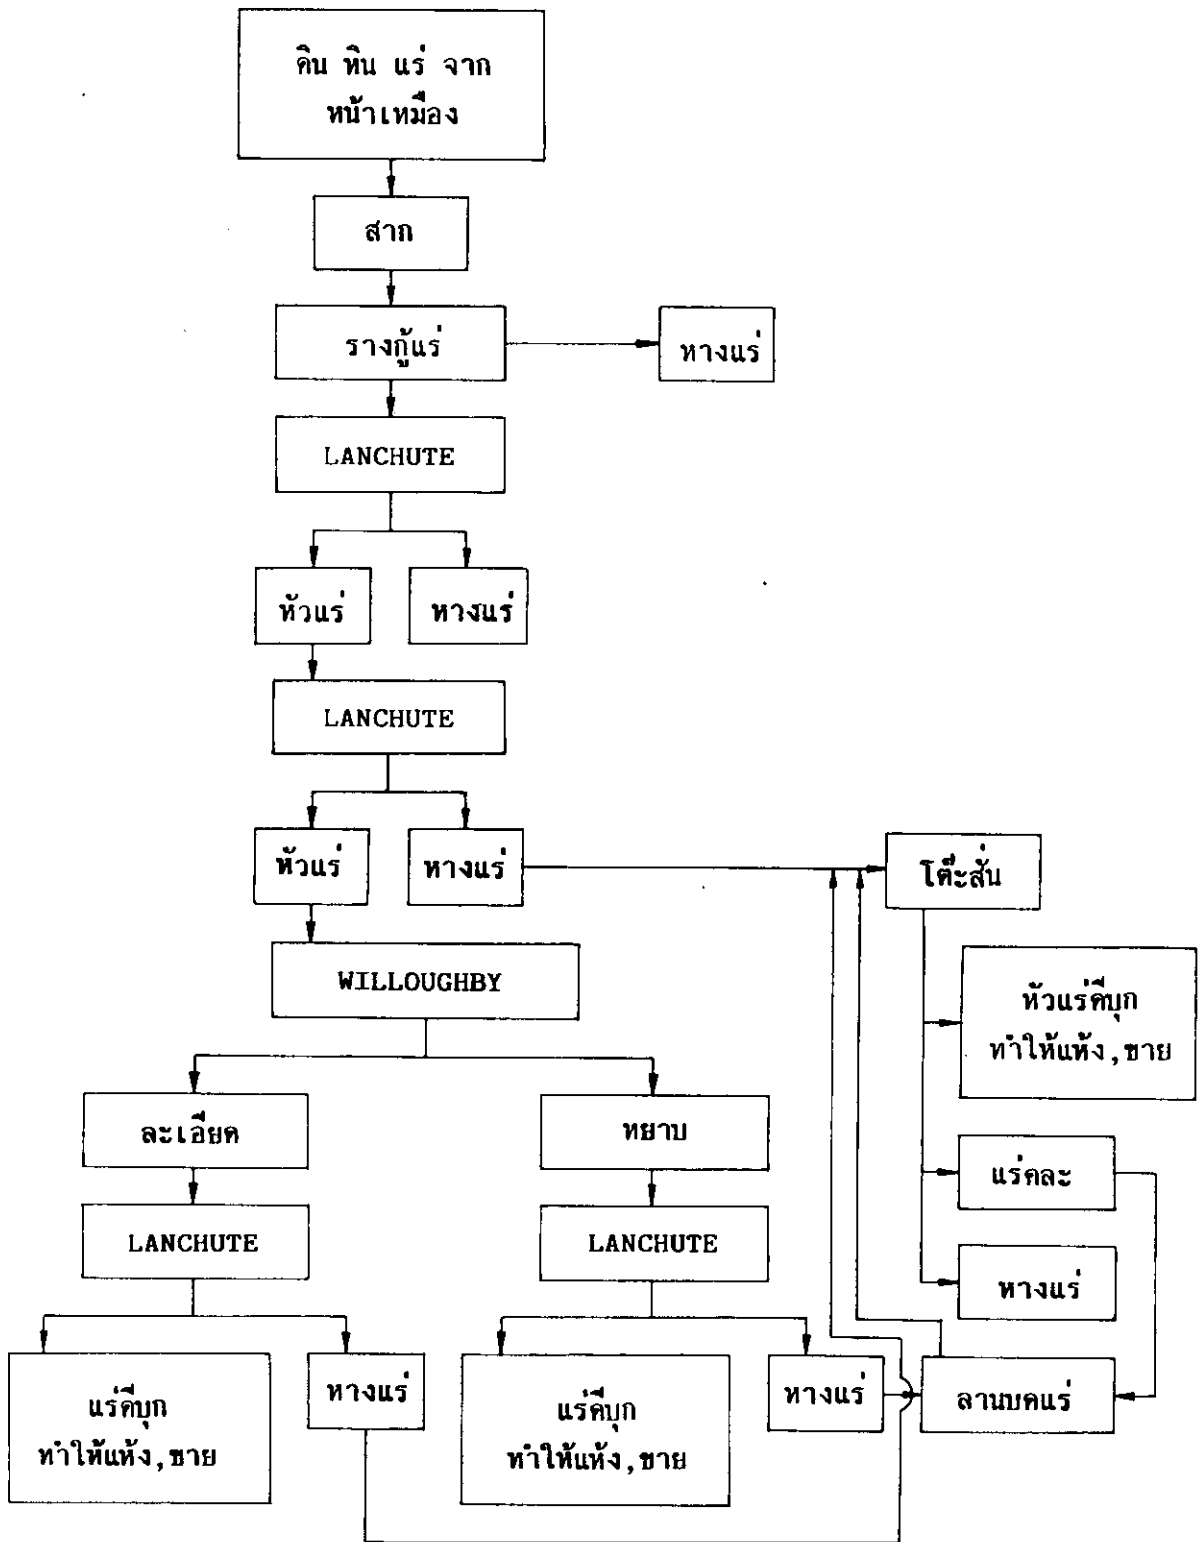 ดิน หิน แร่ จาก
หน้าเหมือง
สาก
รางกู้แร่
หางแร่
LANCHUTE
หัวแร่
หางแร่
LANCHUTE
หัวแร่
หางแร่
โต๊ะสั่น
WILLOUGHBY
หัวแร่ดีบุก
ทำให้แห้ง,ขาย
ละเอียด
หยาบ
แร่คละ
LANCHUTE
LANCHUTE
หางแร่
แร่ดีบุก
ทำให้แห้ง,ขาย
หางแร่
แร่ดีบุก
ทำให้แห้ง,ขาย
หางแร่
ลานบดแร่